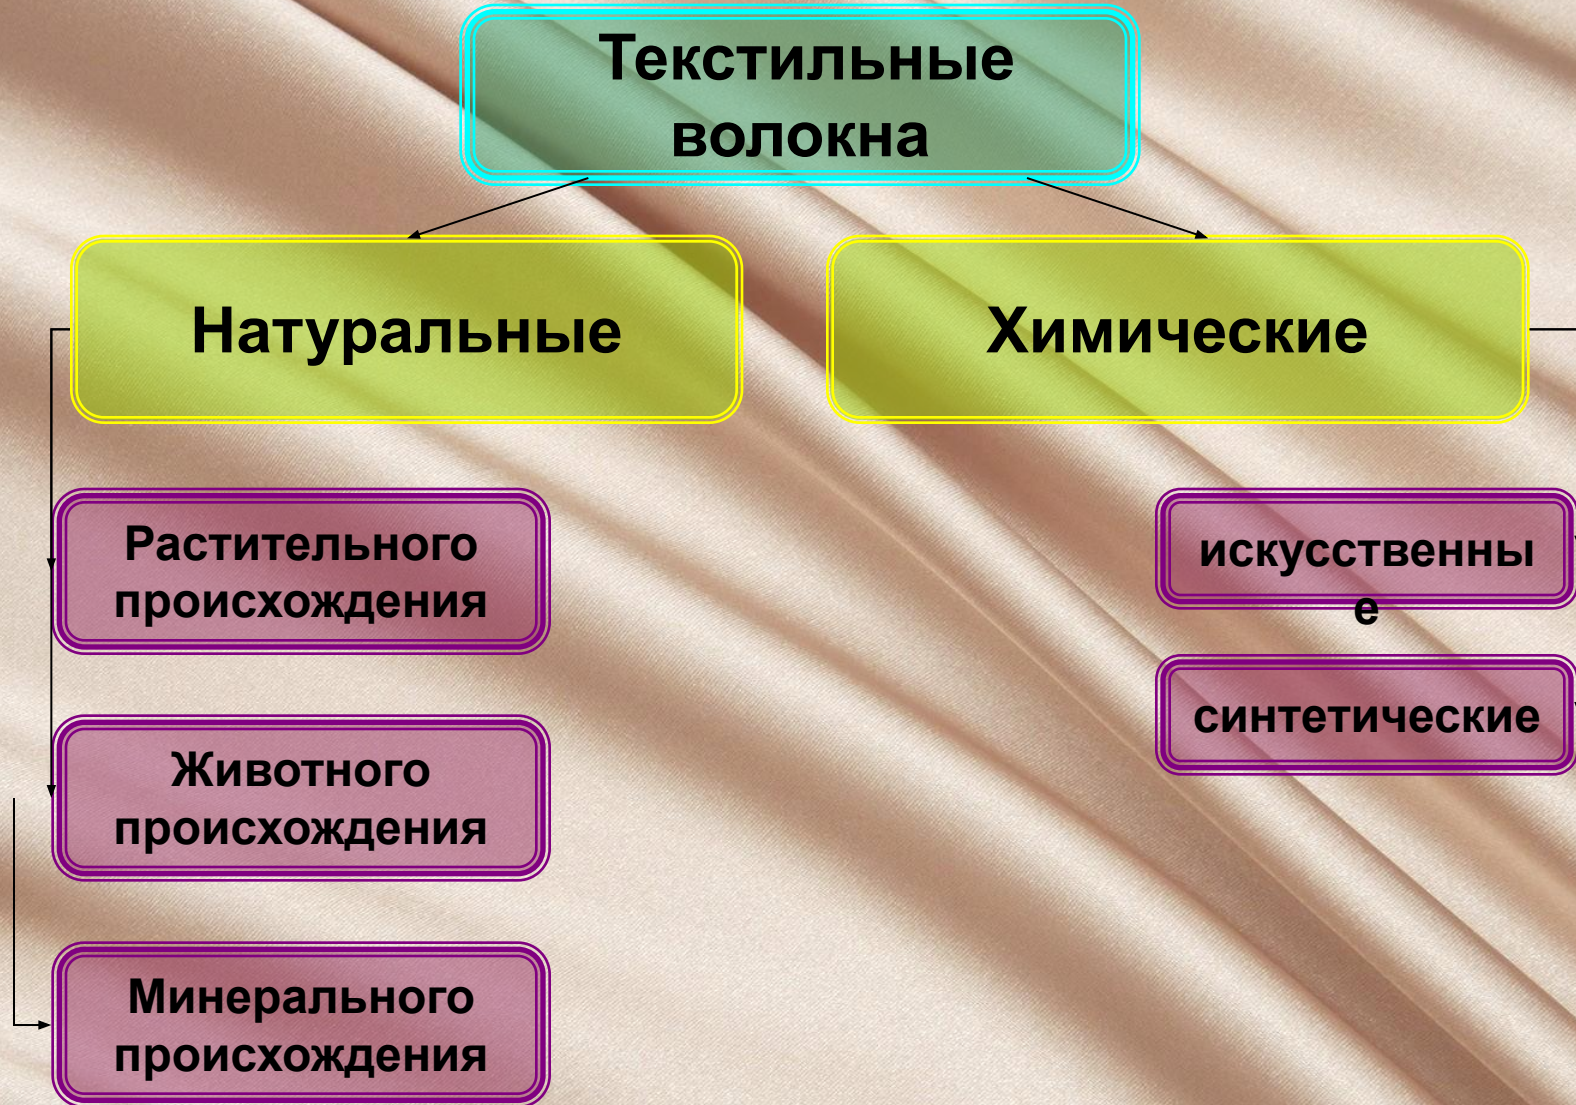 Текстильные
волокна
Натуральные
Химические
Растительного
происхождения
искусственны
е
Животного
происхождения
синтетические
Минерального
происхождения